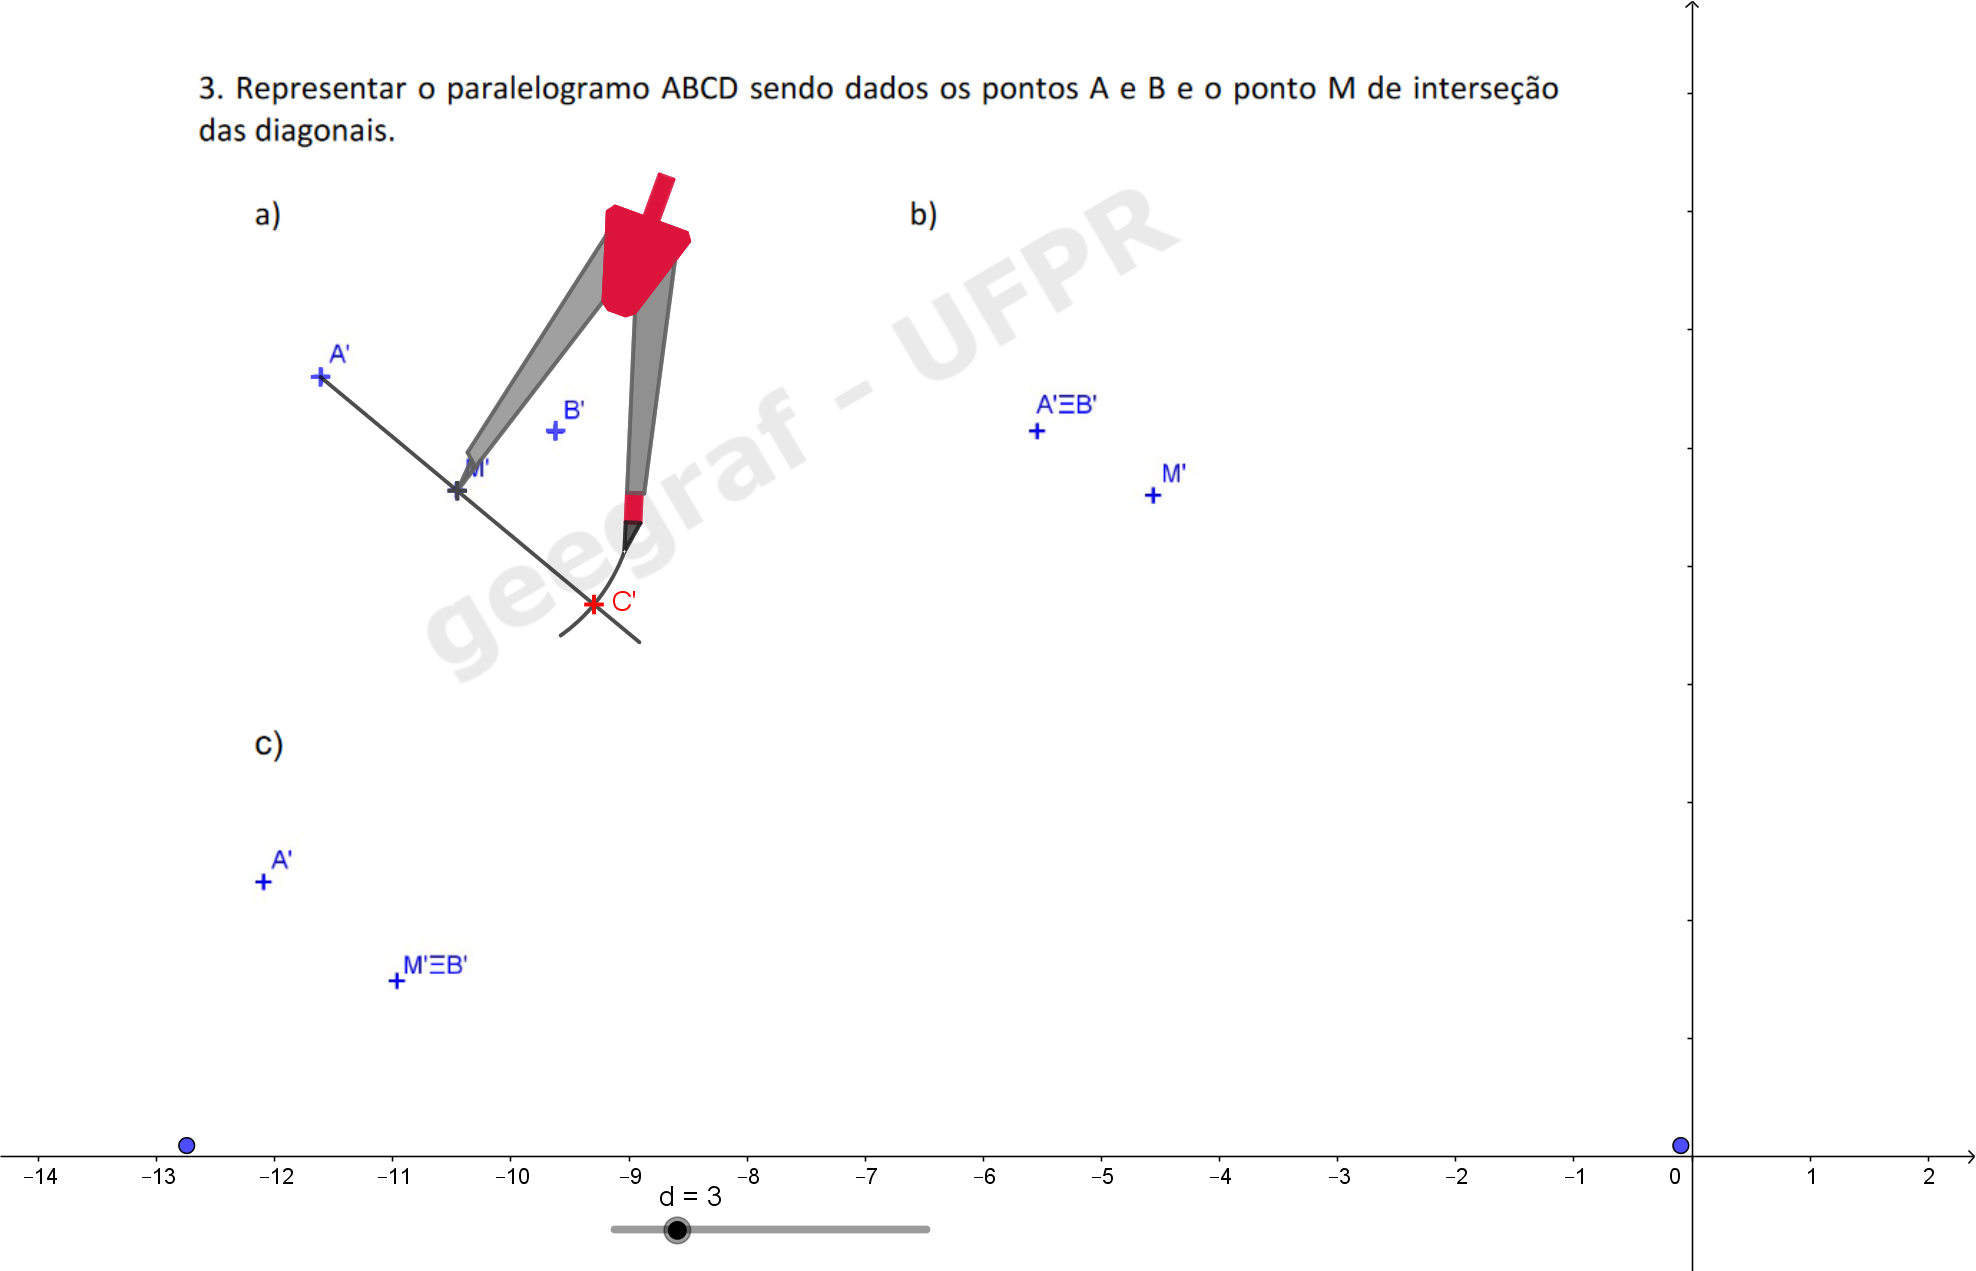 3. Representar o paralelogramo ABCD sendo dados os pontos A e B e o ponto M de interseção
das diagonais.
a)
b)
geegraf – UFPR
A'
B'
M'
C'
A'ΞB'
M'
c)
A'
M'ΞB'
−14 −13 −12 −11 −10 −9 −8 −7 −6 −5 −4 −3 −2 −1 0 1 2
d = 3